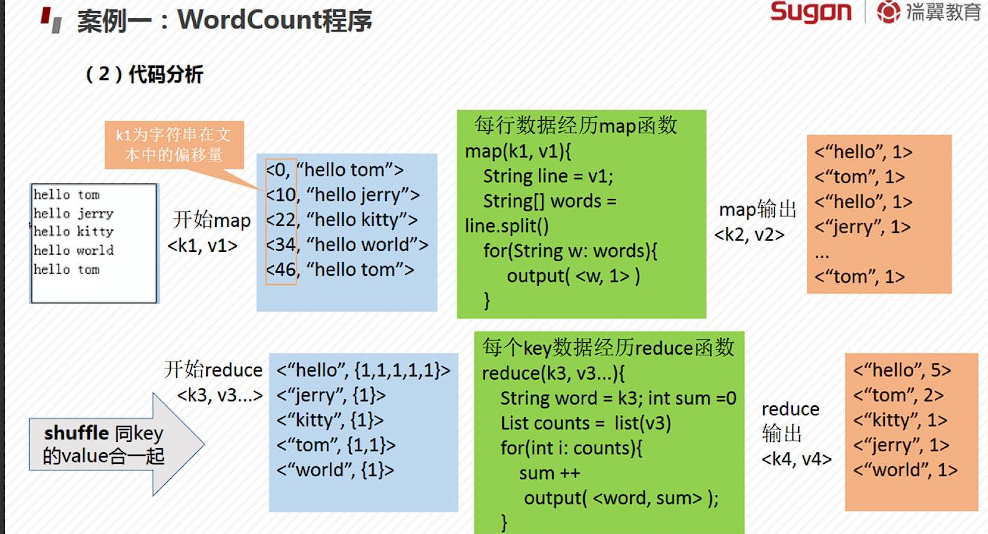 案例一：WordCount程序
Sugon
瑞翼教育
（2）代码分析
k1为字符串在文
本中的偏移量
hello tom
hello jerry
hello kitty
hello world
hello tom
开始map
<k1, v1>
<0, “hello tom”>
<10, “hello jerry”>
<22, “hello kitty”>
<34, “hello world”>
<46, “hello tom”>
每行数据经历map函数
map(k1, v1){
String line = v1;
String[] words =
line.split()
for(String w: words){
output( <w, 1> )
}
map输出
<k2, v2>
<“hello”, 1>
<“tom”, 1>
<“hello”, 1>
<“jerry”, 1>
...
<“tom”, 1>
shuffle 同key
的value合一起
开始reduce
<k3, v3...>
<“hello”, {1,1,1,1,1}>
<“jerry”, {1}>
<“kitty”, {1}>
<“tom”, {1,1}>
<“world”, {1}>
每个key数据经历reduce函数
reduce(k3, v3...){
String word = k3; int sum =0
List counts = list(v3)
for(int i: counts){
sum ++
output( <word, sum> );
}
reduce
输出
<k4, v4>
<“hello”, 5>
<“tom”, 2>
<“kitty”, 1>
<“jerry”, 1>
<“world”, 1>